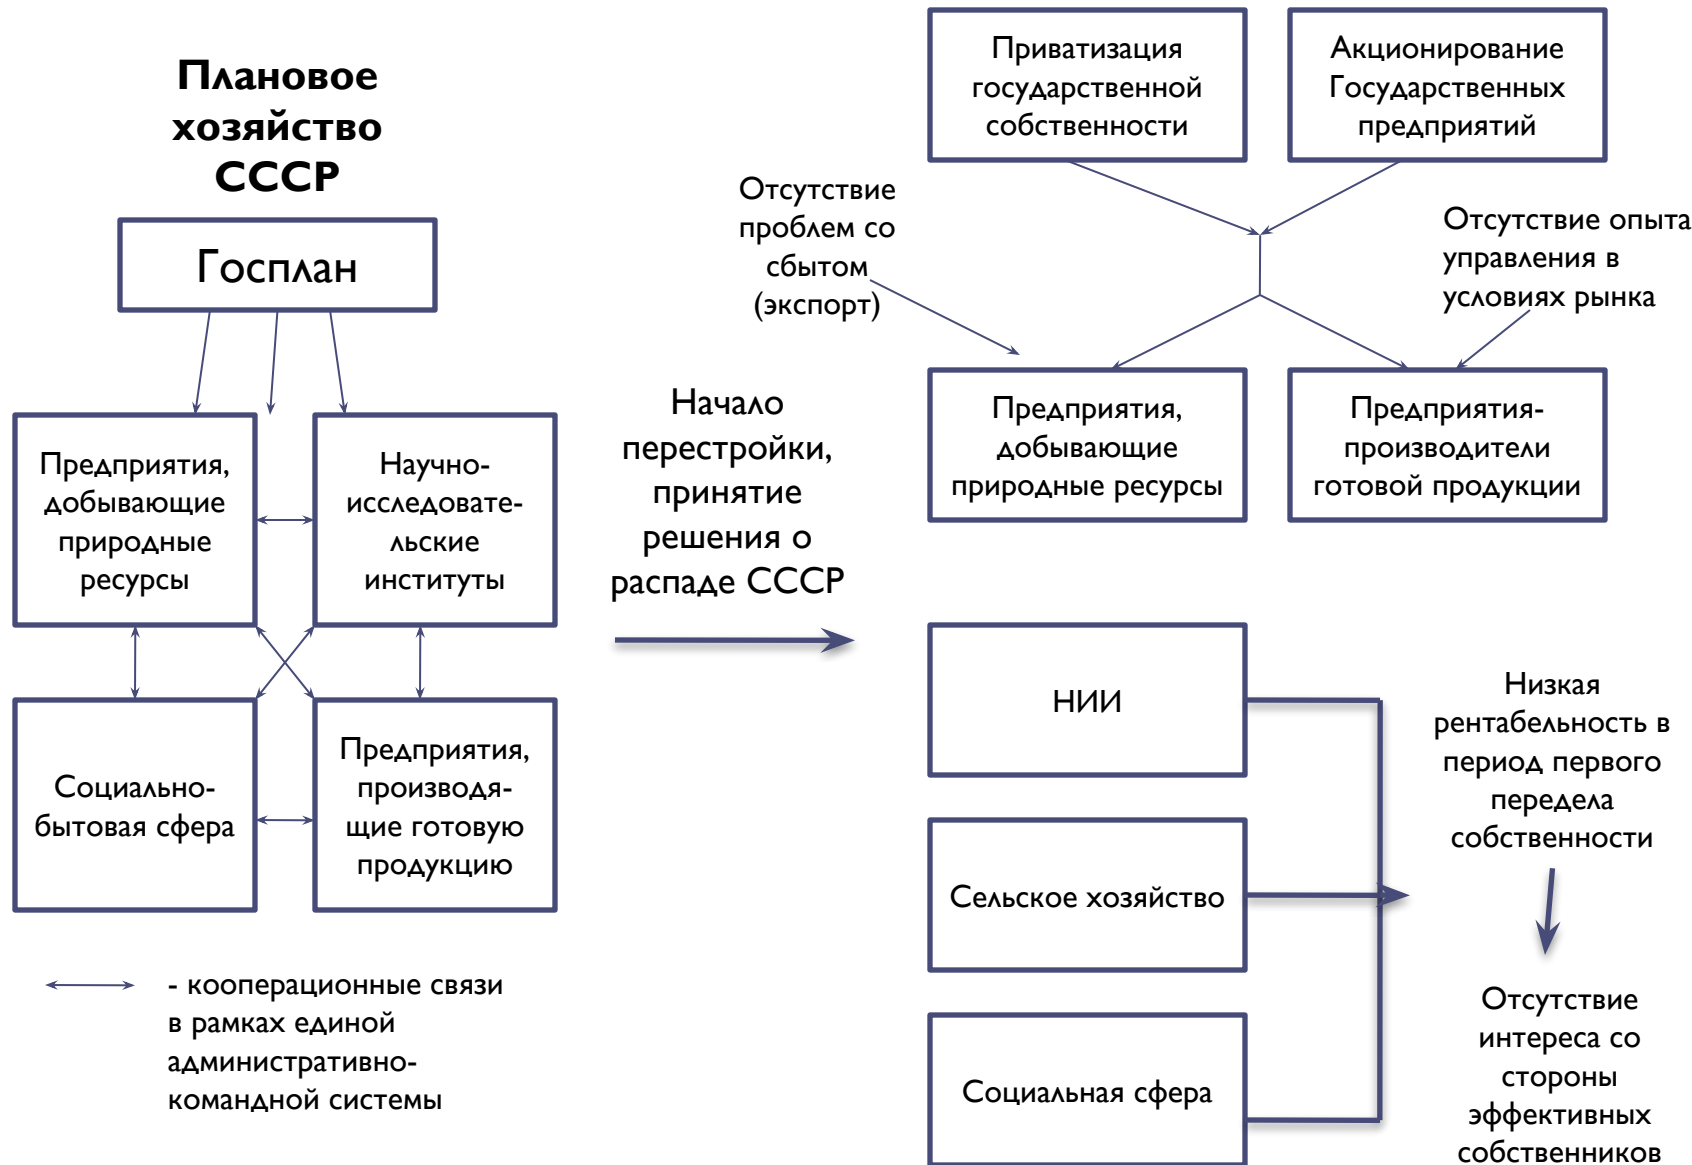 Плановое
хозяйство
СССР
Госплан
Предприятия,
добывающие
природные
ресурсы
Научно-
исследовате-
льские
институты
Социально-
бытовая сфера
Предприятия,
производя-
щие готовую
продукцию
- кооперационные связи
в рамках единой
административно-
командной системы
Начало
перестройки,
принятие
решения о
распаде СССР
Приватизация
государственной
собственности
Акционирование
Государственных
предприятий
Отсутствие
проблем со
сбытом
(экспорт)
Отсутствие опыта
управления в
условиях рынка
Предприятия,
добывающие
природные ресурсы
Предприятия-
производители
готовой продукции
НИИ
Сельское хозяйство
Социальная сфера
Низкая
рентабельность в
период первого
передела
собственности
Отсутствие
интереса со
стороны
эффективных
собственников